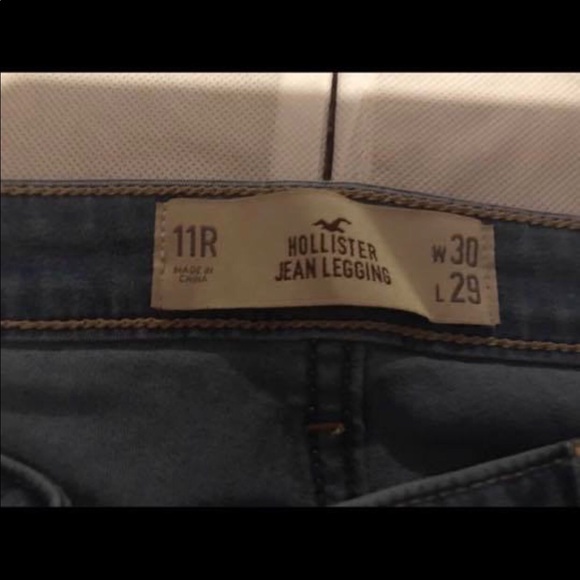 11R
MADE IN
CHINA
HOLLISTER
JEAN LEGGING
W 30
L 29